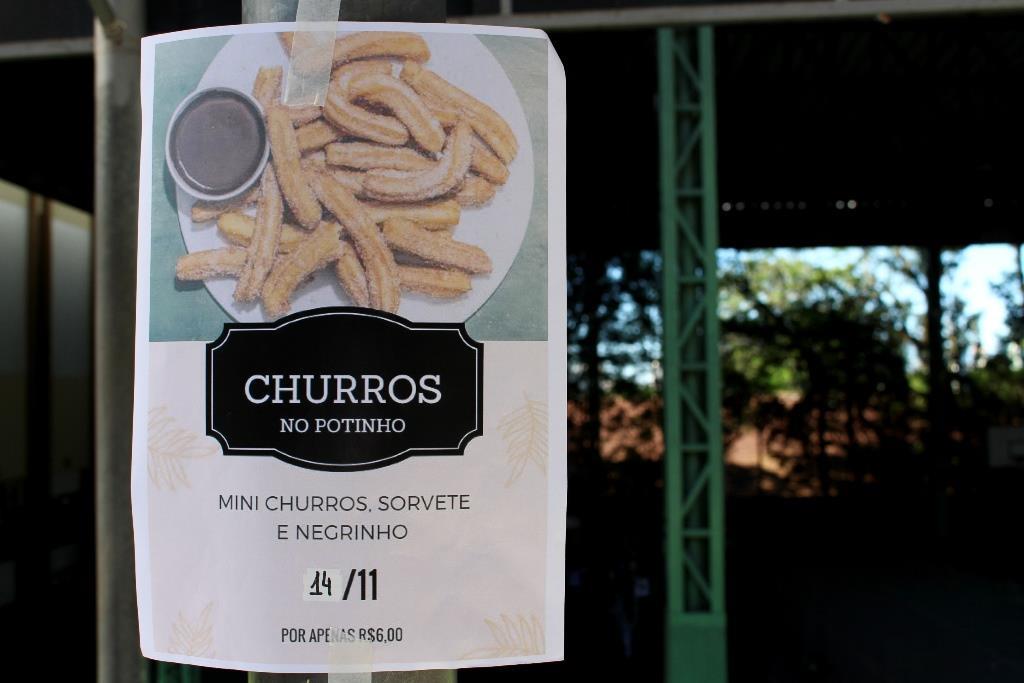 CHURROS
NO POTINHO
MINI CHURROS, SORVETE
E NEGRINHO
14/11
POR APENAS R$6,00